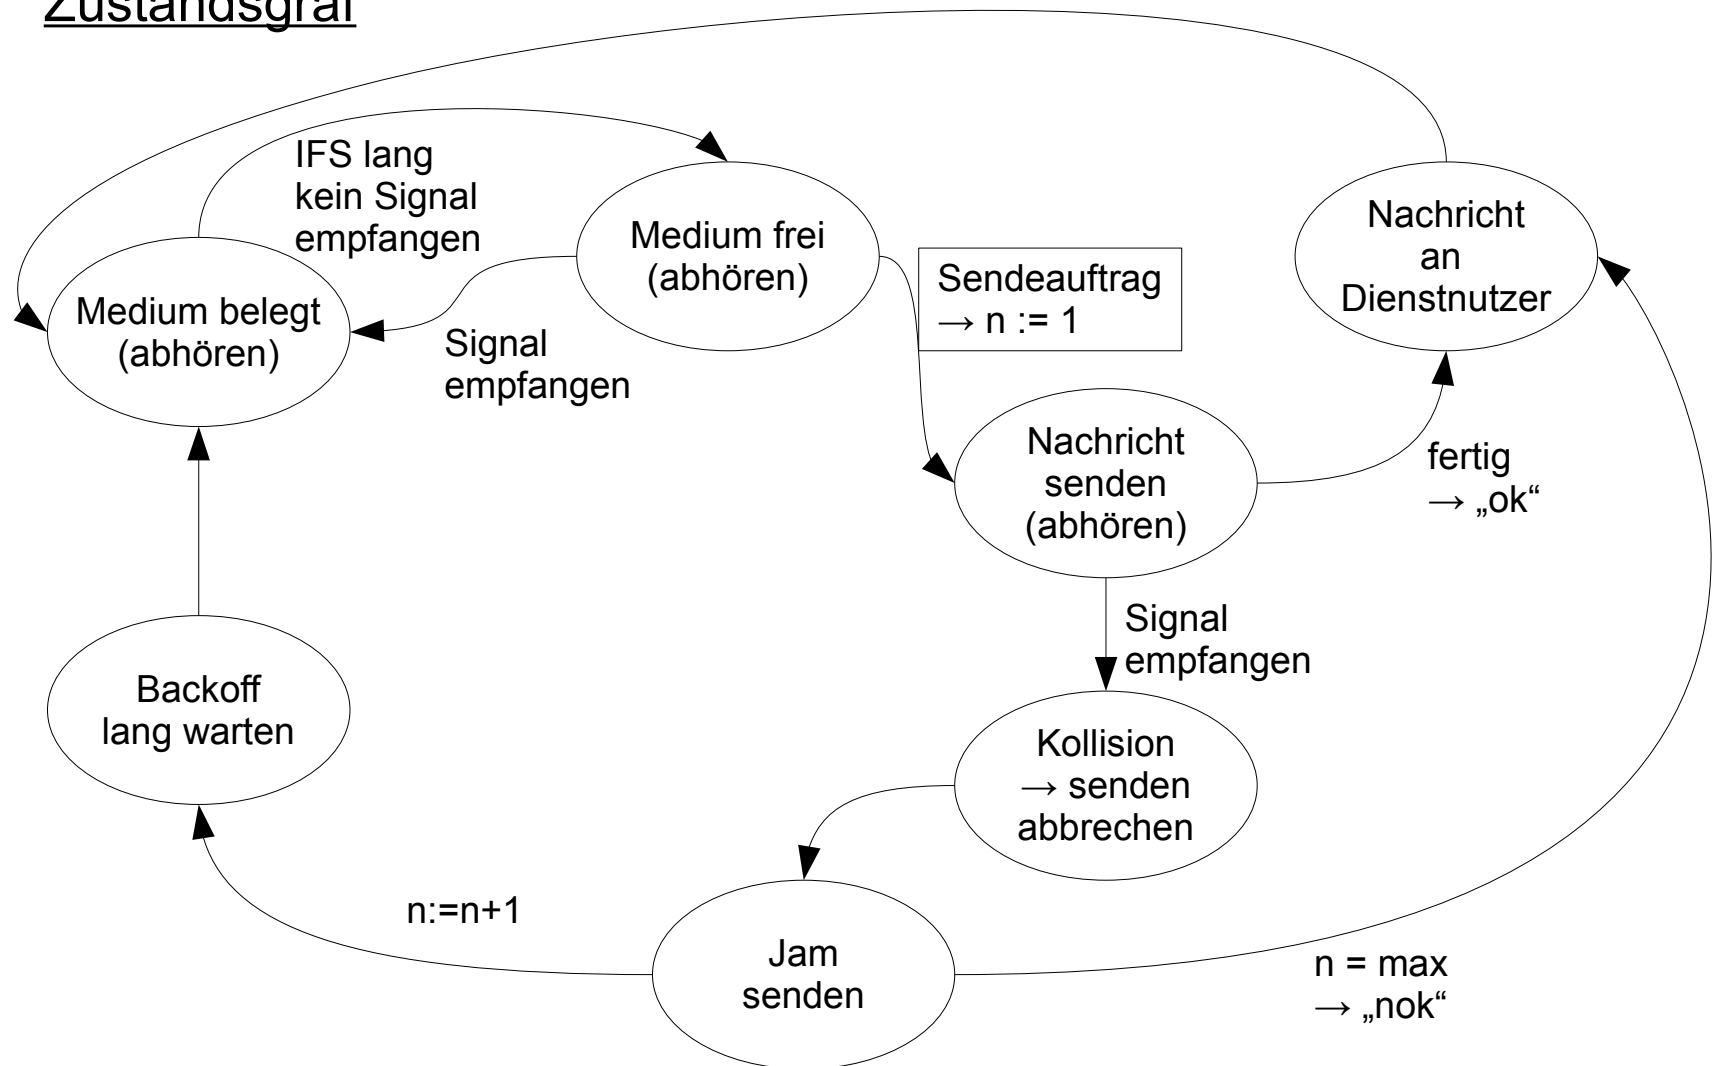 Zustandsgraf
IFS lang
kein Signal
empfangen
Medium frei
(abhören)
Nachricht
an
Dienstnutzer
Sendeauftrag
→ n := 1
Medium belegt
(abhören)
Signal
empfangen
Nachricht
senden
(abhören)
fertig
→ „ok“
Signal
empfangen
Backoff
lang warten
Kollision
→ senden
abbrechen
n:=n+1
Jam
senden
n = max
→ „nok“